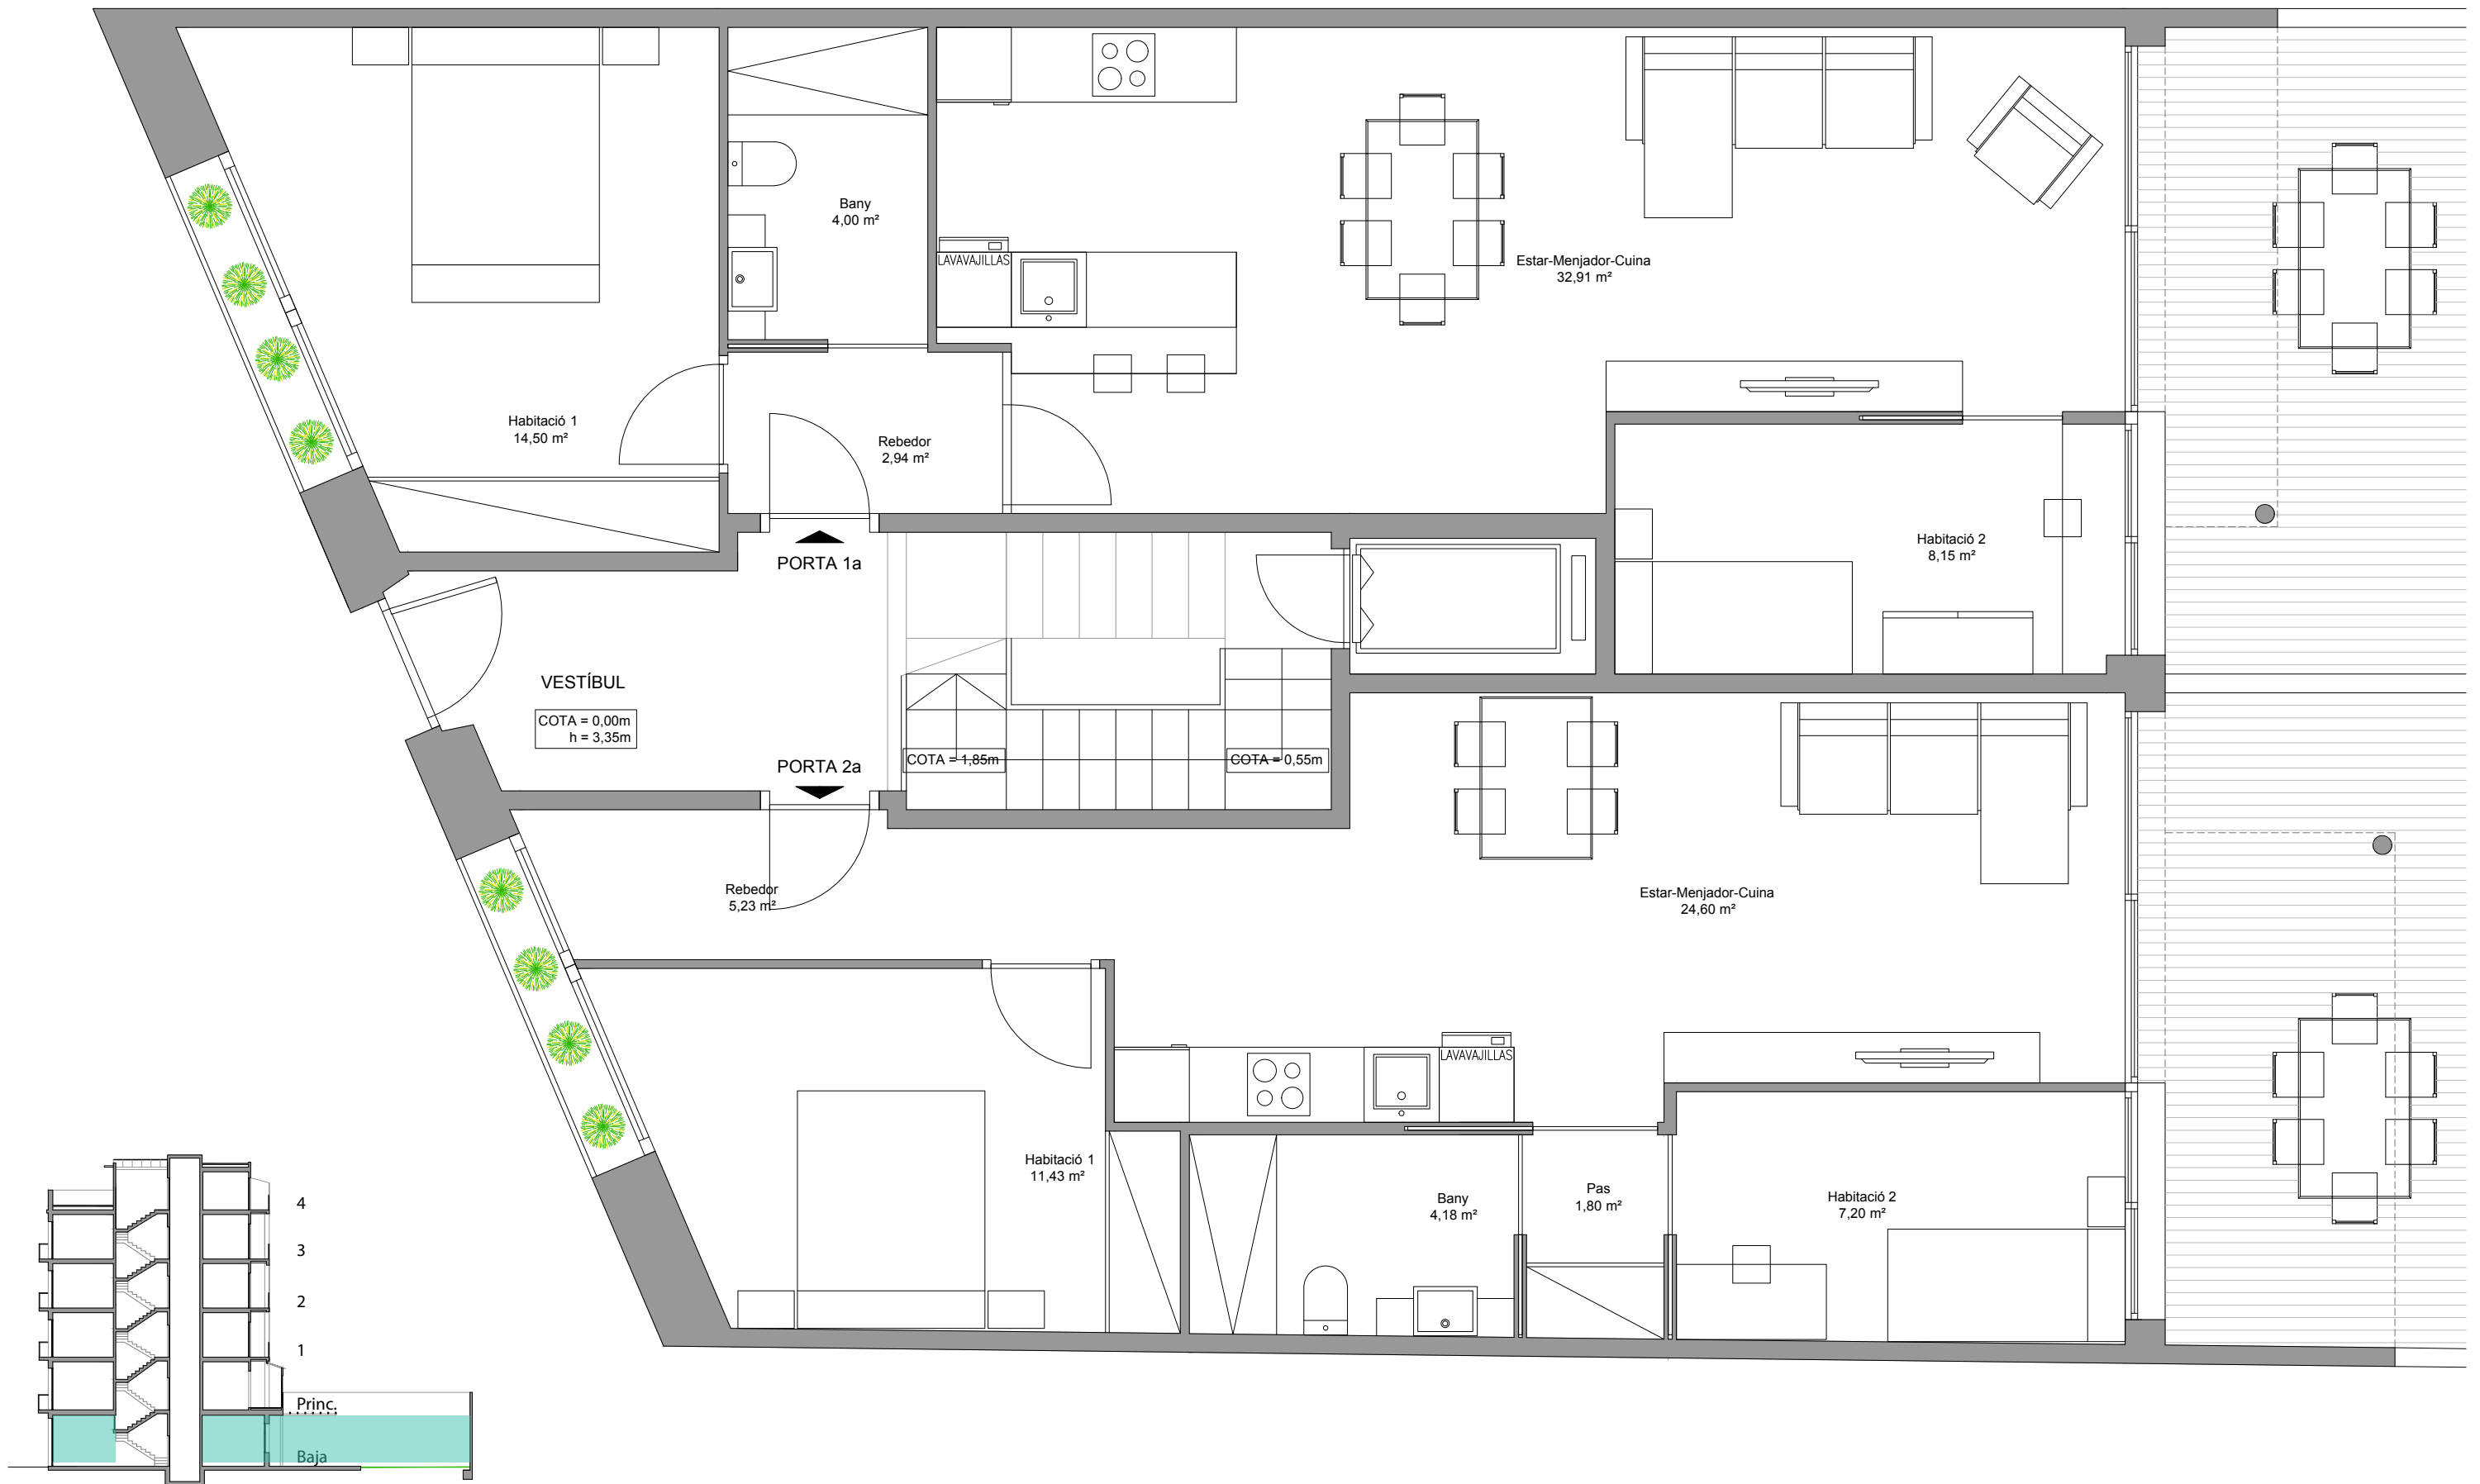 Bany
4,00 m²
LAVAVAJILLAS
Estar-Menjador-Cuina
32,91 m²
Habitació 1
14,50 m²
Rebedor
2,94 m²
Habitació 2
8,15 m²
PORTA 1a
VESTÍBUL
COTA = 0,00m
h = 3,35m
PORTA 2a
COTA = 1,85m
COTA = 0,55m
Rebedor
5,23 m²
Estar-Menjador-Cuina
24,60 m²
LAVAVAJILLAS
Habitació 1
11,43 m²
Bany
4,18 m²
Pas
1,80 m²
Habitació 2
7,20 m²
4
3
2
1
Princ.
Baja